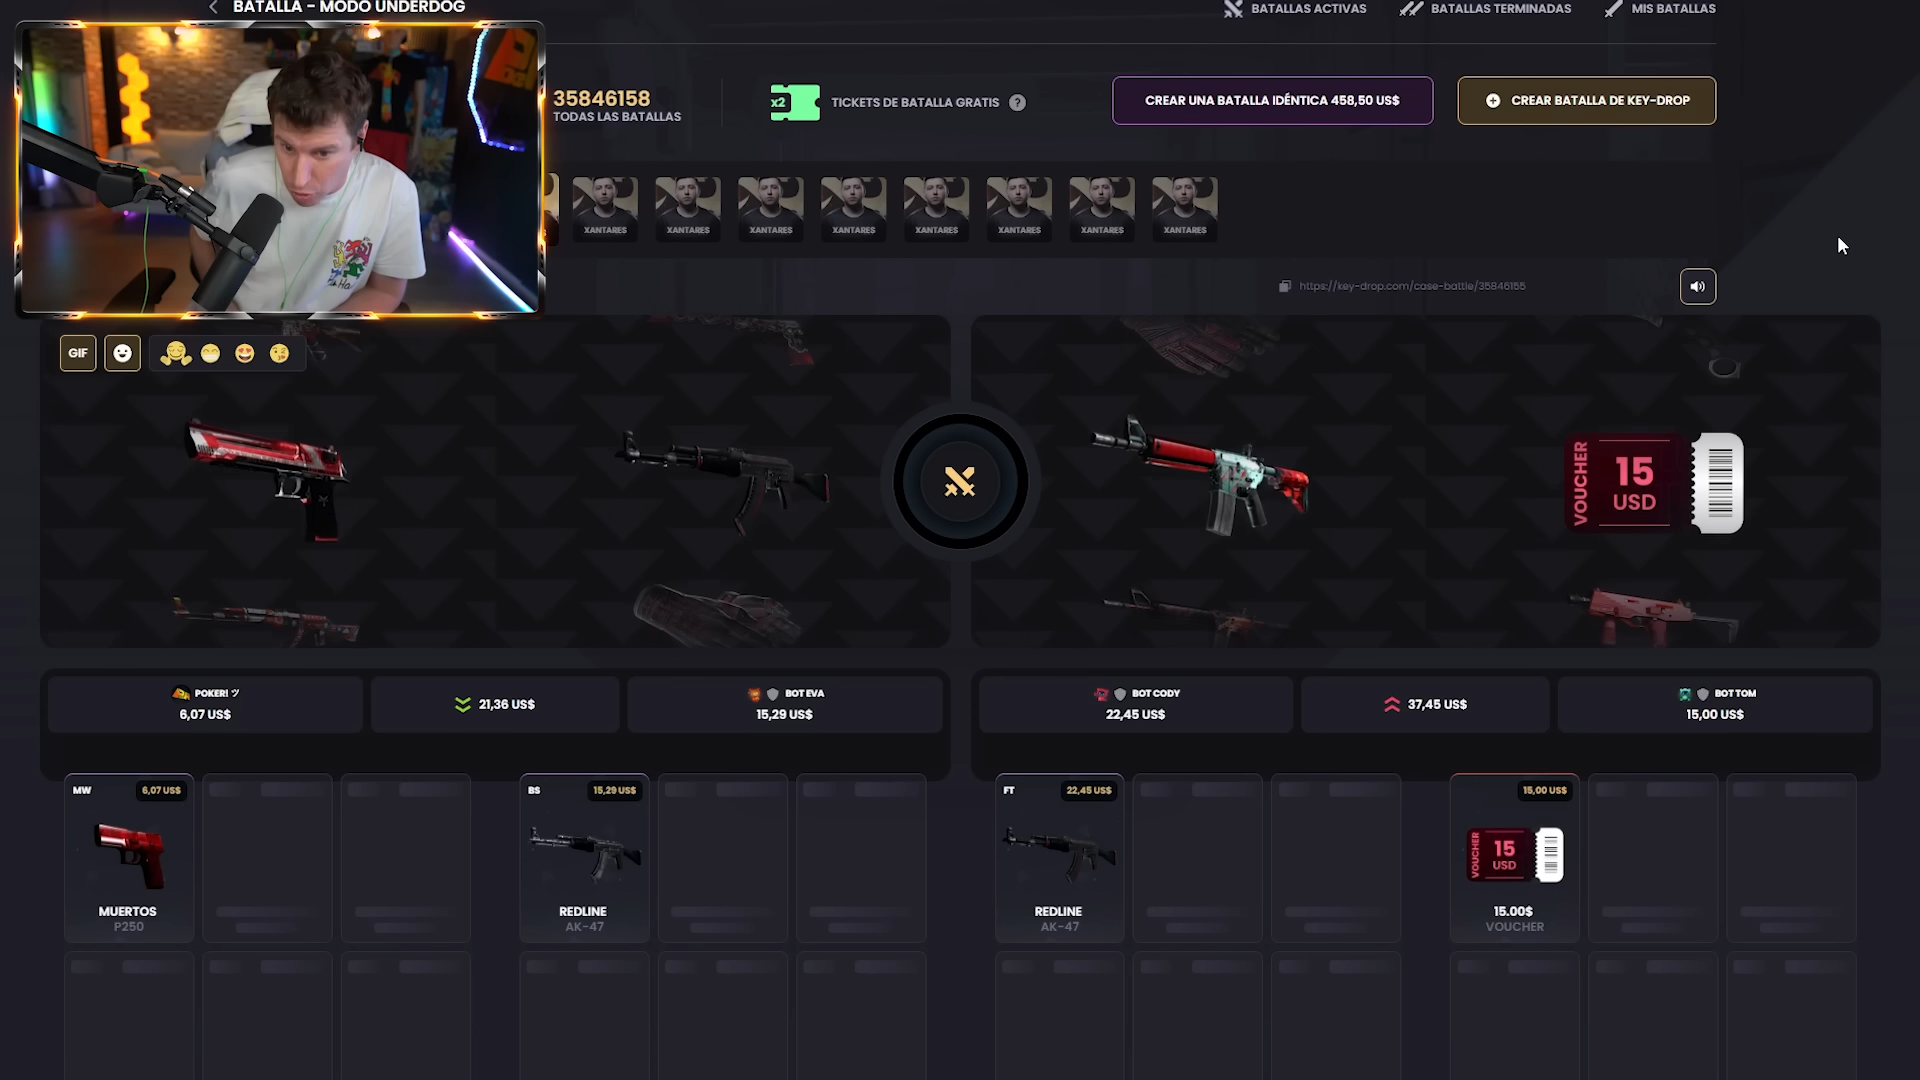 BATALLA - MODO UNDERDOG
BATALLAS ACTIVAS
BATALLAS TERMINADAS
MIS BATALLAS
35846158
TODAS LAS BATALLAS
x2
TICKETS DE BATALLA GRATIS
?
CREAR UNA BATALLA IDÉNTICA 458,50 US$
CREAR BATALLA DE KEY-DROP
XANTARES
XANTARES
XANTARES
XANTARES
XANTARES
XANTARES
XANTARES
XANTARES
https://key-drop.com/case-battle/35846155
GIF
VOUCHER
15
USD
POKER! ツ
6,07 US$
21,36 US$
BOT EVA
15,29 US$
BOT CODY
22,45 US$
37,45 US$
BOT TOM
15,00 US$
MW
6,07 US$
MUERTOS
P250
BS
15,29 US$
REDLINE
AK-47
FT
22,45 US$
REDLINE
AK-47
15,00 US$
VOUCHER
15
USD
15.00$
VOUCHER